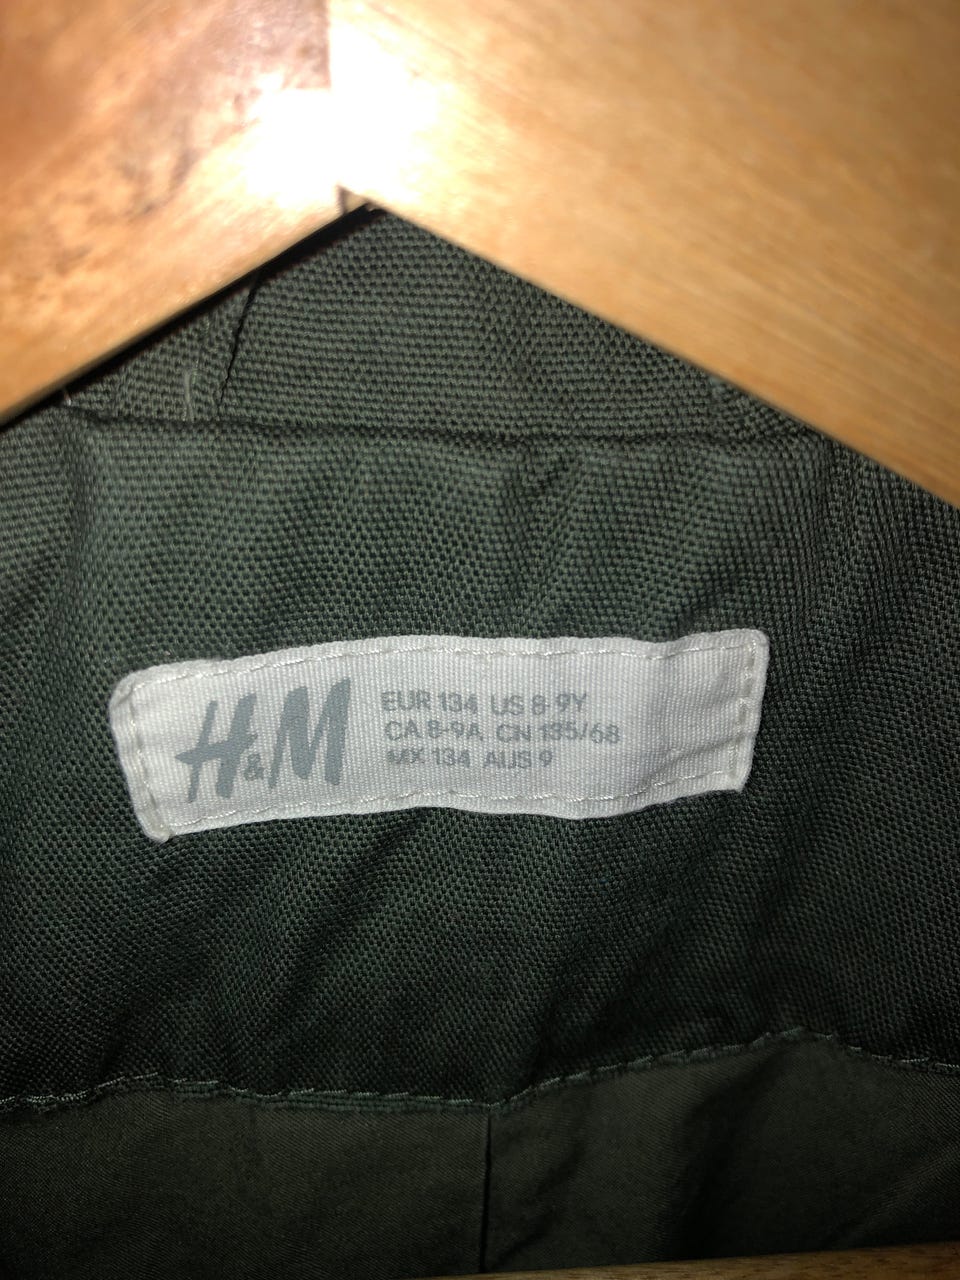 H&M
EUR 134 US 8-9Y
CA 8-9A CN 135/68
MX 134 AUS 9